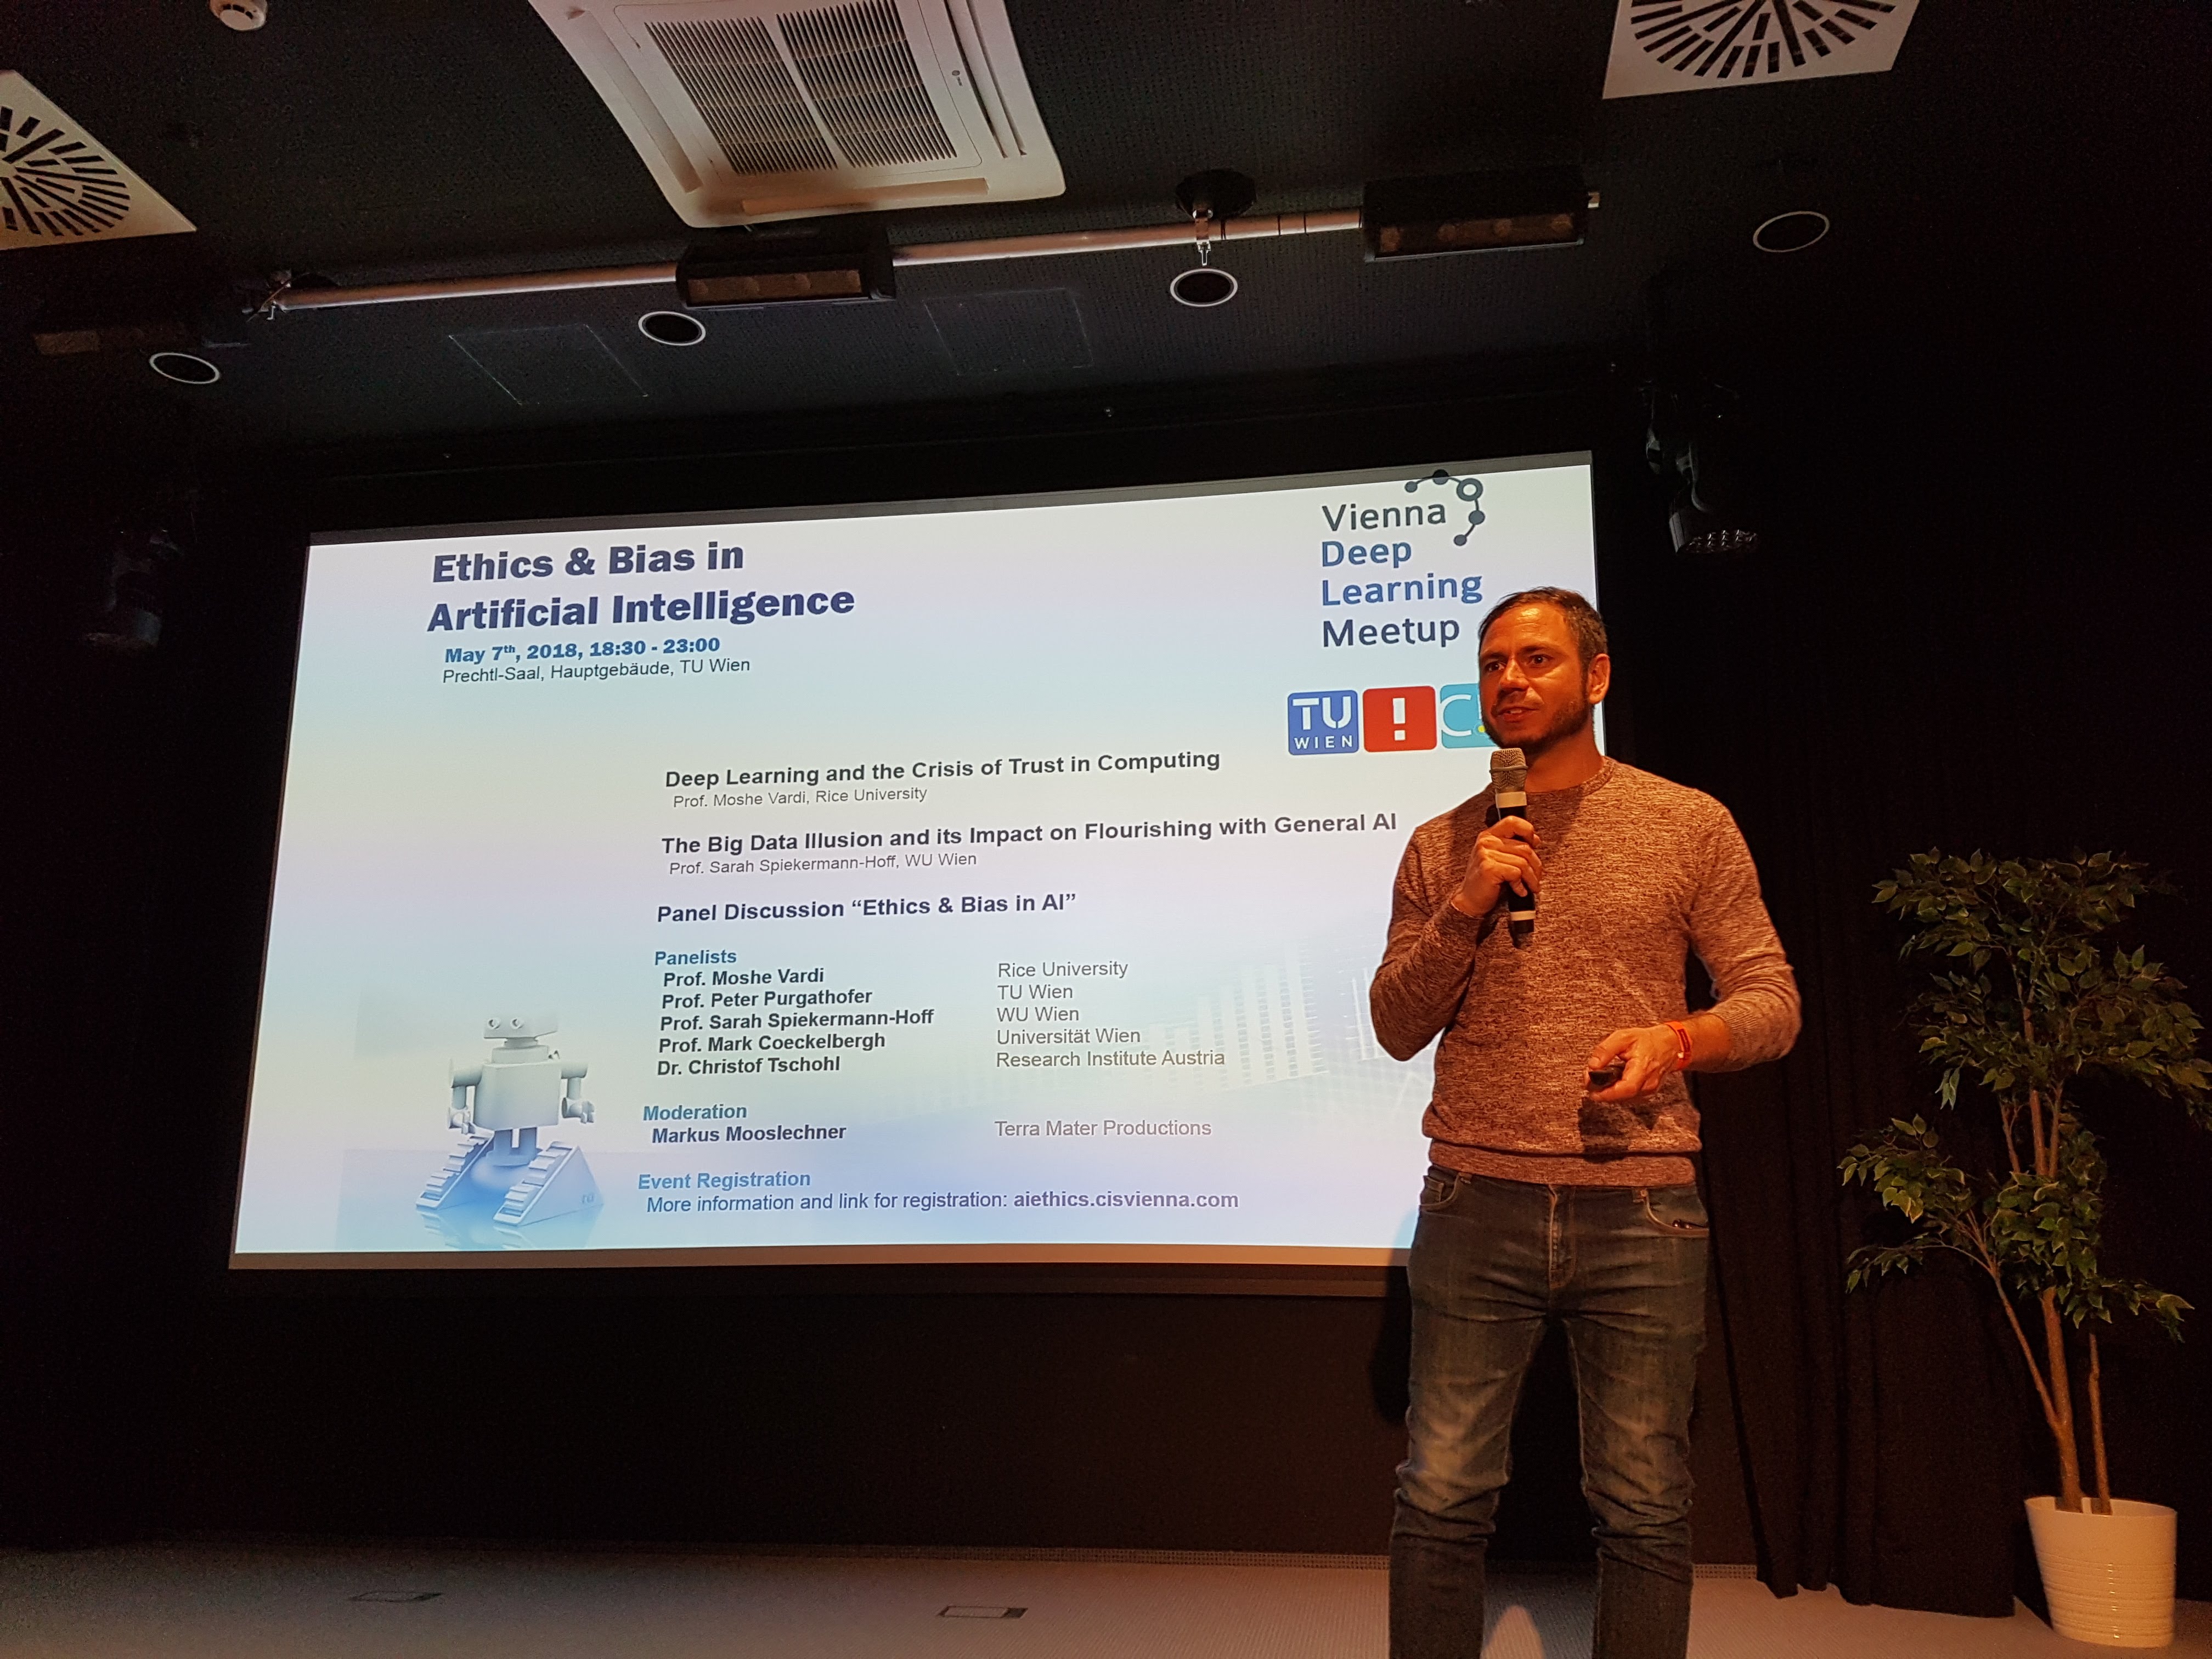 Ethics & Bias in
Artificial Intelligence
May 7th, 2018, 18:30 - 23:00
Prechtl-Saal, Hauptgebäude, TU Wien
Vienna
Deep
Learning
Meetup
TU
WIEN
!
C
Deep Learning and the Crisis of Trust in Computing
Prof. Moshe Vardi, Rice University
The Big Data Illusion and its Impact on Flourishing with General AI
Prof. Sarah Spiekermann-Hoff, WU Wien
Panel Discussion “Ethics & Bias in AI”
Panelists
Prof. Moshe Vardi Rice University
Prof. Peter Purgathofer TU Wien
Prof. Sarah Spiekermann-Hoff WU Wien
Prof. Mark Coeckelbergh Universität Wien
Dr. Christof Tschohl Research Institute Austria
Moderation
Markus Mooslechner Terra Mater Productions
Event Registration
More information and link for registration: aiethics.cisvienna.com